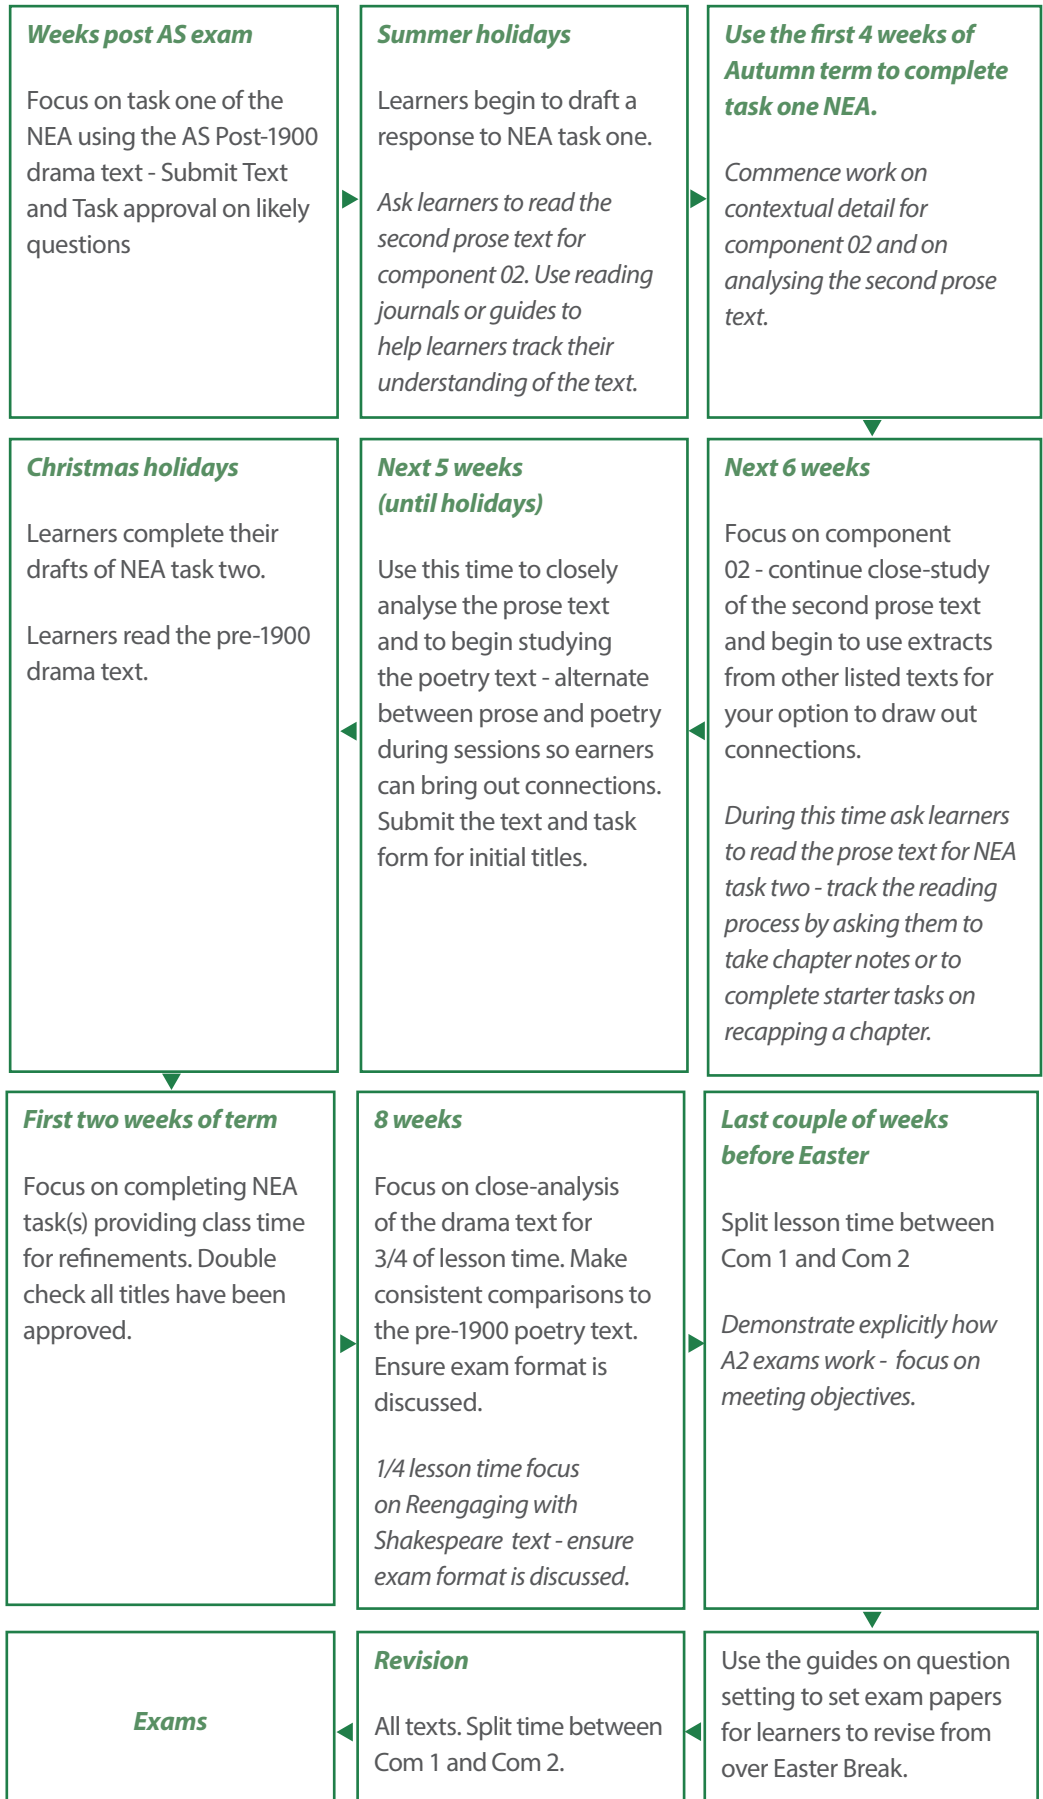 Weeks post AS exam
Focus on task one of the
NEA using the AS Post-1900
drama text - Submit Text
and Task approval on likely
questions
Summer holidays
Learners begin to draft a
response to NEA task one.
Ask learners to read the
second prose text for
component 02. Use reading
journals or guides to
help learners track their
understanding of the text.
Use the first 4 weeks of
Autumn term to complete
task one NEA.
Commence work on
contextual detail for
component 02 and on
analysing the second prose
text.
Next 6 weeks
Focus on component
02 - continue close-study
of the second prose text
and begin to use extracts
from other listed texts for
your option to draw out
connections.
During this time ask learners
to read the prose text for NEA
task two - track the reading
process by asking them to
take chapter notes or to
complete starter tasks on
recapping a chapter.
Next 5 weeks
(until holidays)
Use this time to closely
analyse the prose text
and to begin studying
the poetry text - alternate
between prose and poetry
during sessions so earners
can bring out connections.
Submit the text and task
form for initial titles.
Christmas holidays
Learners complete their
drafts of NEA task two.
Learners read the pre-1900
drama text.
First two weeks of term
Focus on completing NEA
task(s) providing class time
for refinements. Double
check all titles have been
approved.
8 weeks
Focus on close-analysis
of the drama text for
3/4 of lesson time. Make
consistent comparisons to
the pre-1900 poetry text.
Ensure exam format is
discussed.
1/4 lesson time focus
on Reengaging with
Shakespeare text - ensure
exam format is discussed.
Last couple of weeks
before Easter
Split lesson time between
Com 1 and Com 2
Demonstrate explicitly how
A2 exams work - focus on
meeting objectives.
Use the guides on question
setting to set exam papers
for learners to revise from
over Easter Break.
Revision
All texts. Split time between
Com 1 and Com 2.
Exams